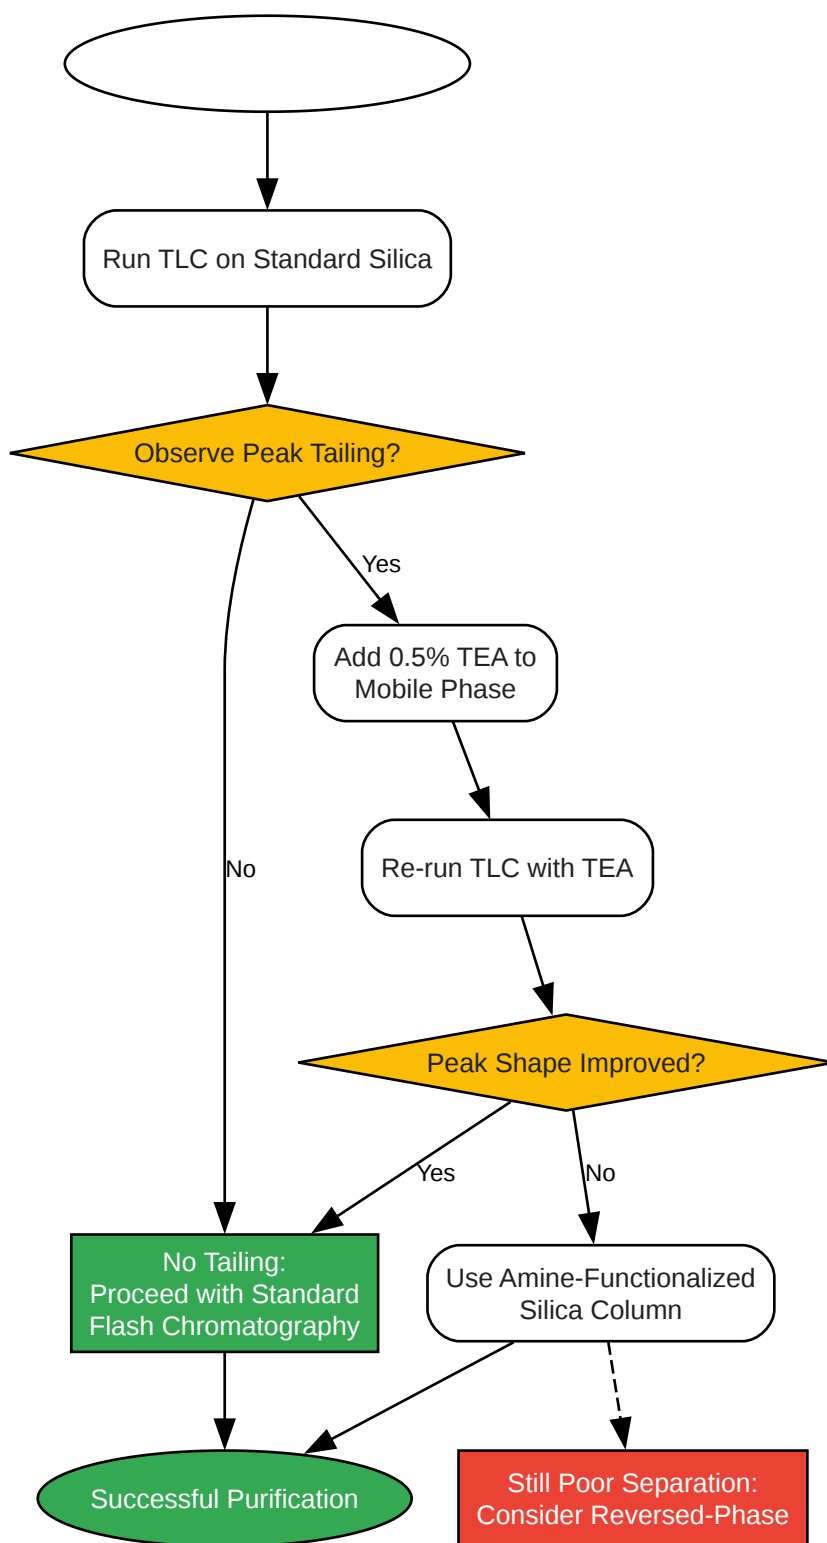 Run TLC on Standard Silica
Observe Peak Tailing?
Yes
Add 0.5% TEA to
Mobile Phase
No
Re-run TLC with TEA
Peak Shape Improved?
Yes
No
No Tailing:
Proceed with Standard
Flash Chromatography
Use Amine-Functionalized
Silica Column
Successful Purification
Still Poor Separation:
Consider Reversed-Phase